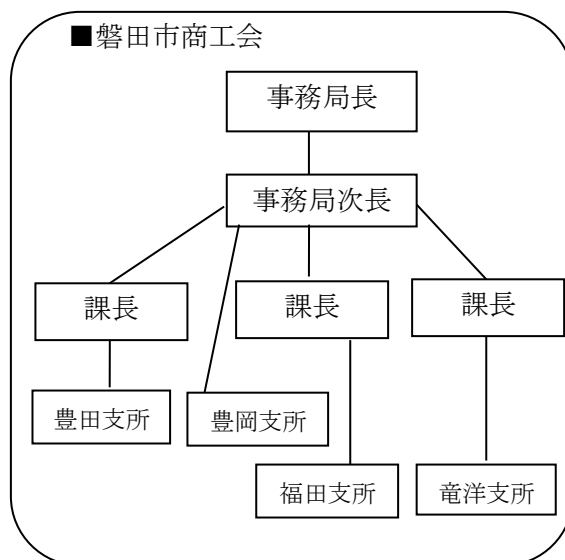 ■磐田市商工会
事務局長
事務局次長
課長
課長
課長
豊田支所
豊岡支所
福田支所
竜洋支所